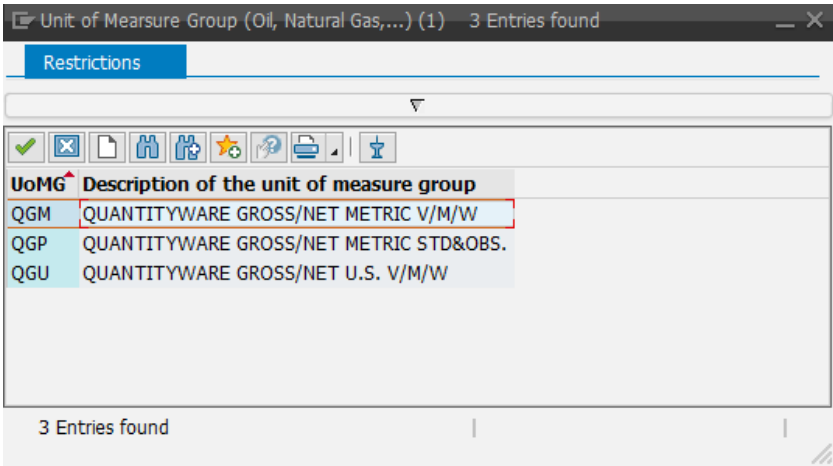 Unit of Mearsure Group (Oil, Natural Gas,...) (1) 3 Entries found
Restrictions
UoMG Description of the unit of measure group
QGM QUANTITYWARE GROSS/NET METRIC V/M/W
QGP QUANTITYWARE GROSS/NET METRIC STD&OBS.
QGU QUANTITYWARE GROSS/NET U.S. V/M/W
3 Entries found